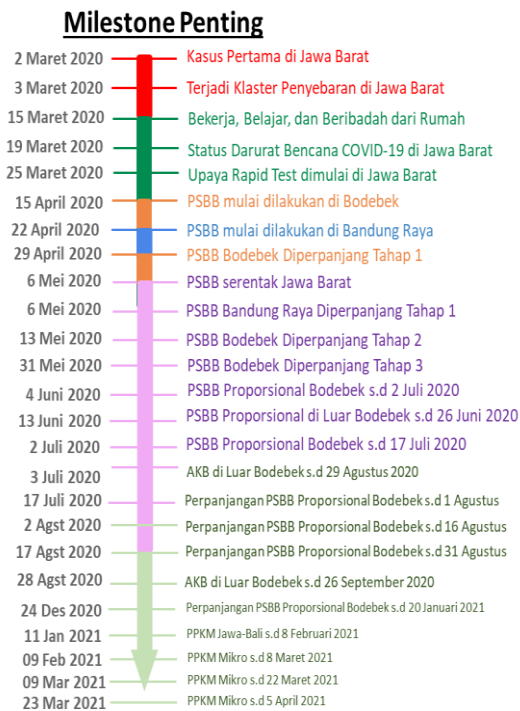 Milestone Penting
2 Maret 2020 Kasus Pertama di Jawa Barat
3 Maret 2020 Terjadi Klaster Penyebaran di Jawa Barat
15 Maret 2020 Bekerja, Belajar, dan Beribadah dari Rumah
19 Maret 2020 Status Darurat Bencana COVID-19 di Jawa Barat
25 Maret 2020 Upaya Rapid Test dimulai di Jawa Barat
15 April 2020 PSBB mulai dilakukan di Bodebek
22 April 2020 PSBB mulai dilakukan di Bandung Raya
29 April 2020 PSBB Bodebek Diperpanjang Tahap 1
6 Mei 2020 PSBB serentak Jawa Barat
6 Mei 2020 PSBB Bandung Raya Diperpanjang Tahap 1
13 Mei 2020 PSBB Bodebek Diperpanjang Tahap 2
31 Mei 2020 PSBB Bodebek Diperpanjang Tahap 3
4 Juni 2020 PSBB Proporsional Bodebek s.d 2 Juli 2020
13 Juni 2020 PSBB Proporsional di Luar Bodebek s.d 26 Juni 2020
2 Juli 2020 PSBB Proporsional Bodebek s.d 17 Juli 2020
3 Juli 2020 AKB di Luar Bodebek s.d 29 Agustus 2020
17 Juli 2020 Perpanjangan PSBB Proporsional Bodebek s.d 1 Agustus
2 Agst 2020 Perpanjangan PSBB Proporsional Bodebek s.d 16 Agustus
17 Agst 2020 Perpanjangan PSBB Proporsional Bodebek s.d 31 Agustus
28 Agst 2020 AKB di Luar Bodebek s.d 26 September 2020
24 Des 2020 Perpanjangan PSBB Proporsional Bodebek s.d 20 Januari 2021
11 Jan 2021 PPKM Jawa-Bali s.d 8 Februari 2021
09 Feb 2021 PPKM Mikro s.d 8 Maret 2021
09 Mar 2021 PPKM Mikro s.d 22 Maret 2021
23 Mar 2021 PPKM Mikro s.d 5 April 2021